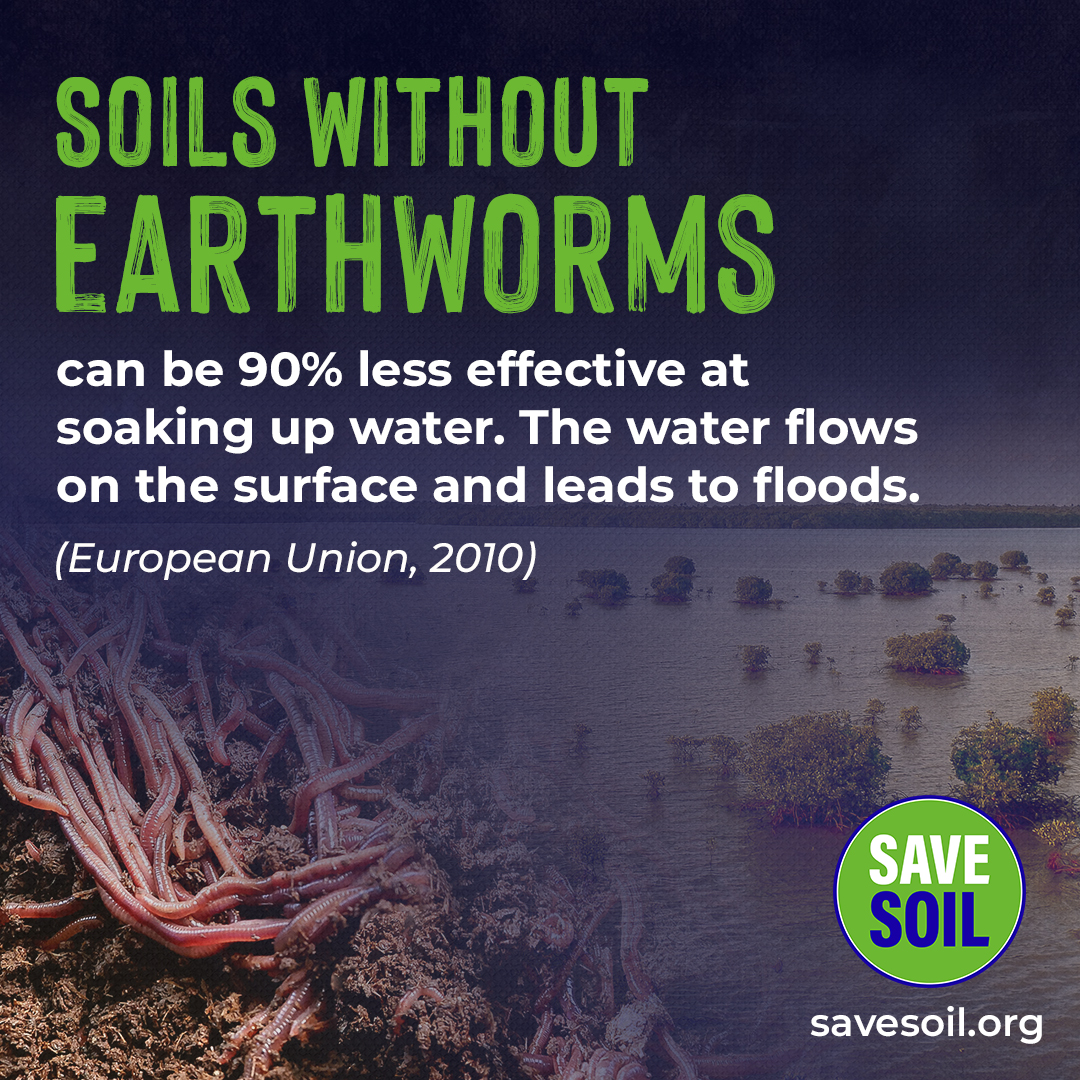 SOILS WITHOUT
EARTHWORMS
can be 90% less effective at
soaking up water. The water flows
on the surface and leads to floods.
(European Union, 2010)
SAVE
SOIL
savesoil.org